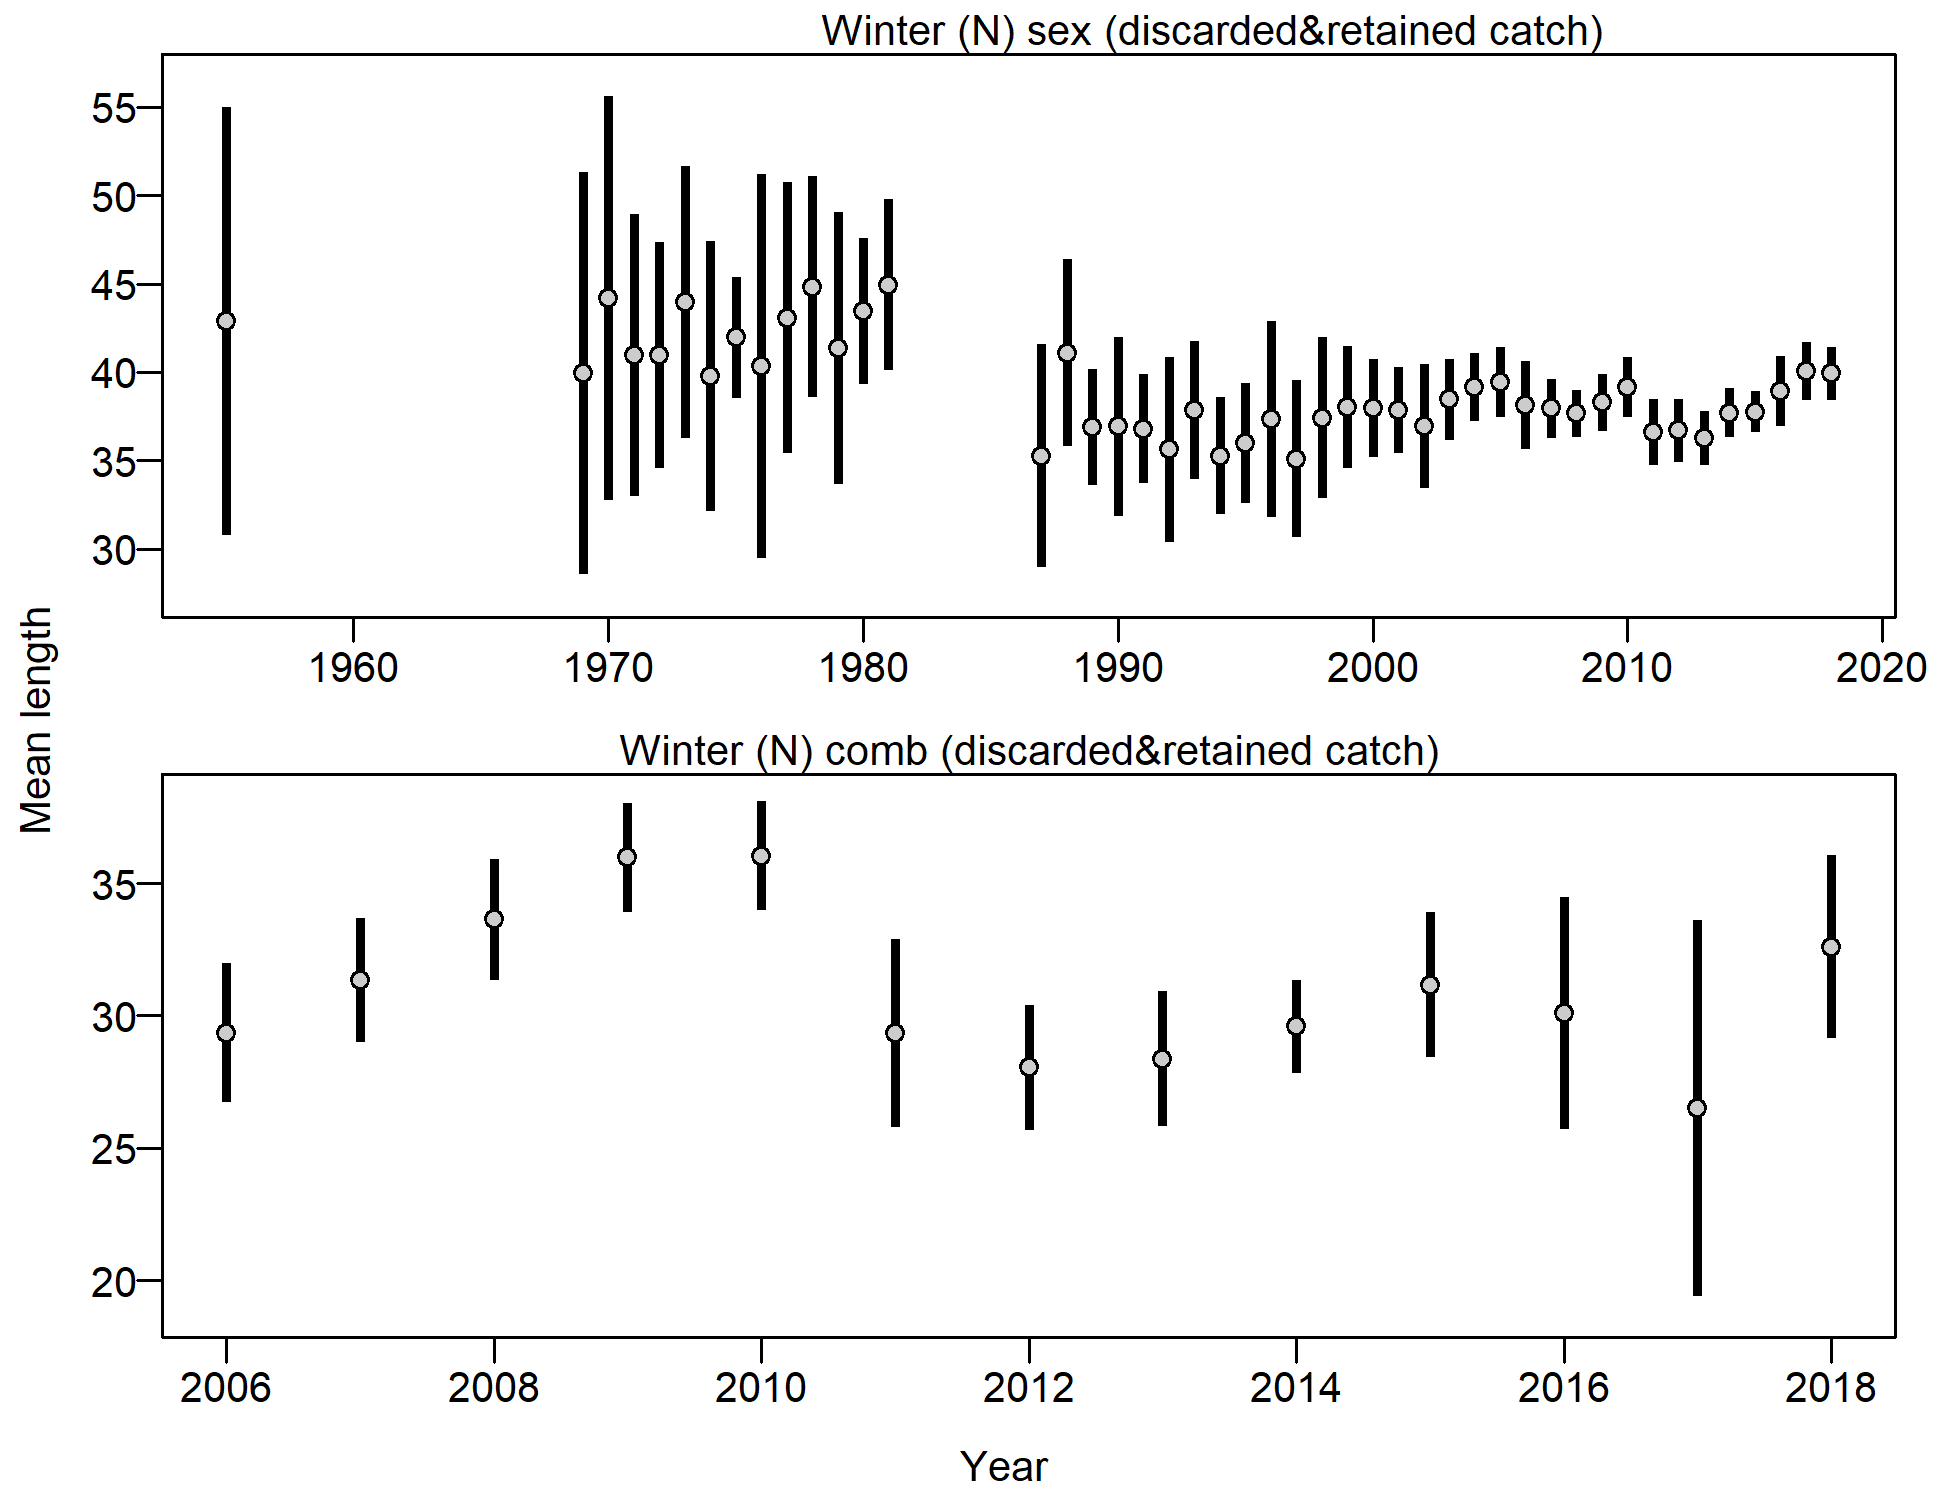 Winter (N) sex (discarded&retained catch)
55
50
45
40
35
30
1960 1970 1980 1990 2000 2010 2020
Mean length
Winter (N) comb (discarded&retained catch)
35
30
25
20
2006 2008 2010 2012 2014 2016 2018
Year